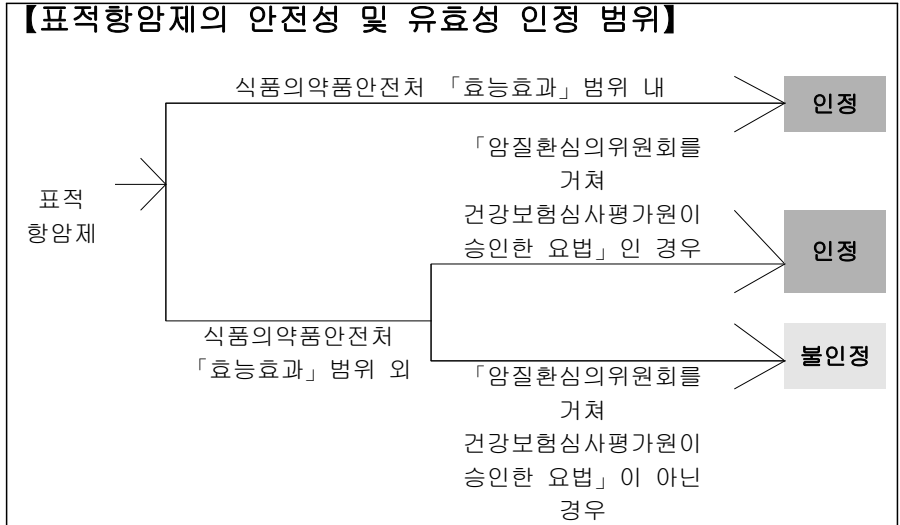 【표적항암제의 안전성 및 유효성 인정 범위】
식품의약품안전처 「효능효과」범위 내
인정
「암질환심의위원회를
거쳐
건강보험심사평가원이
승인한 요법」인 경우
표적
항암제
인정
식품의약품안전처
「효능효과」범위 외
불인정
「암질환심의위원회를
거쳐
건강보험심사평가원이
승인한 요법」이 아닌
경우